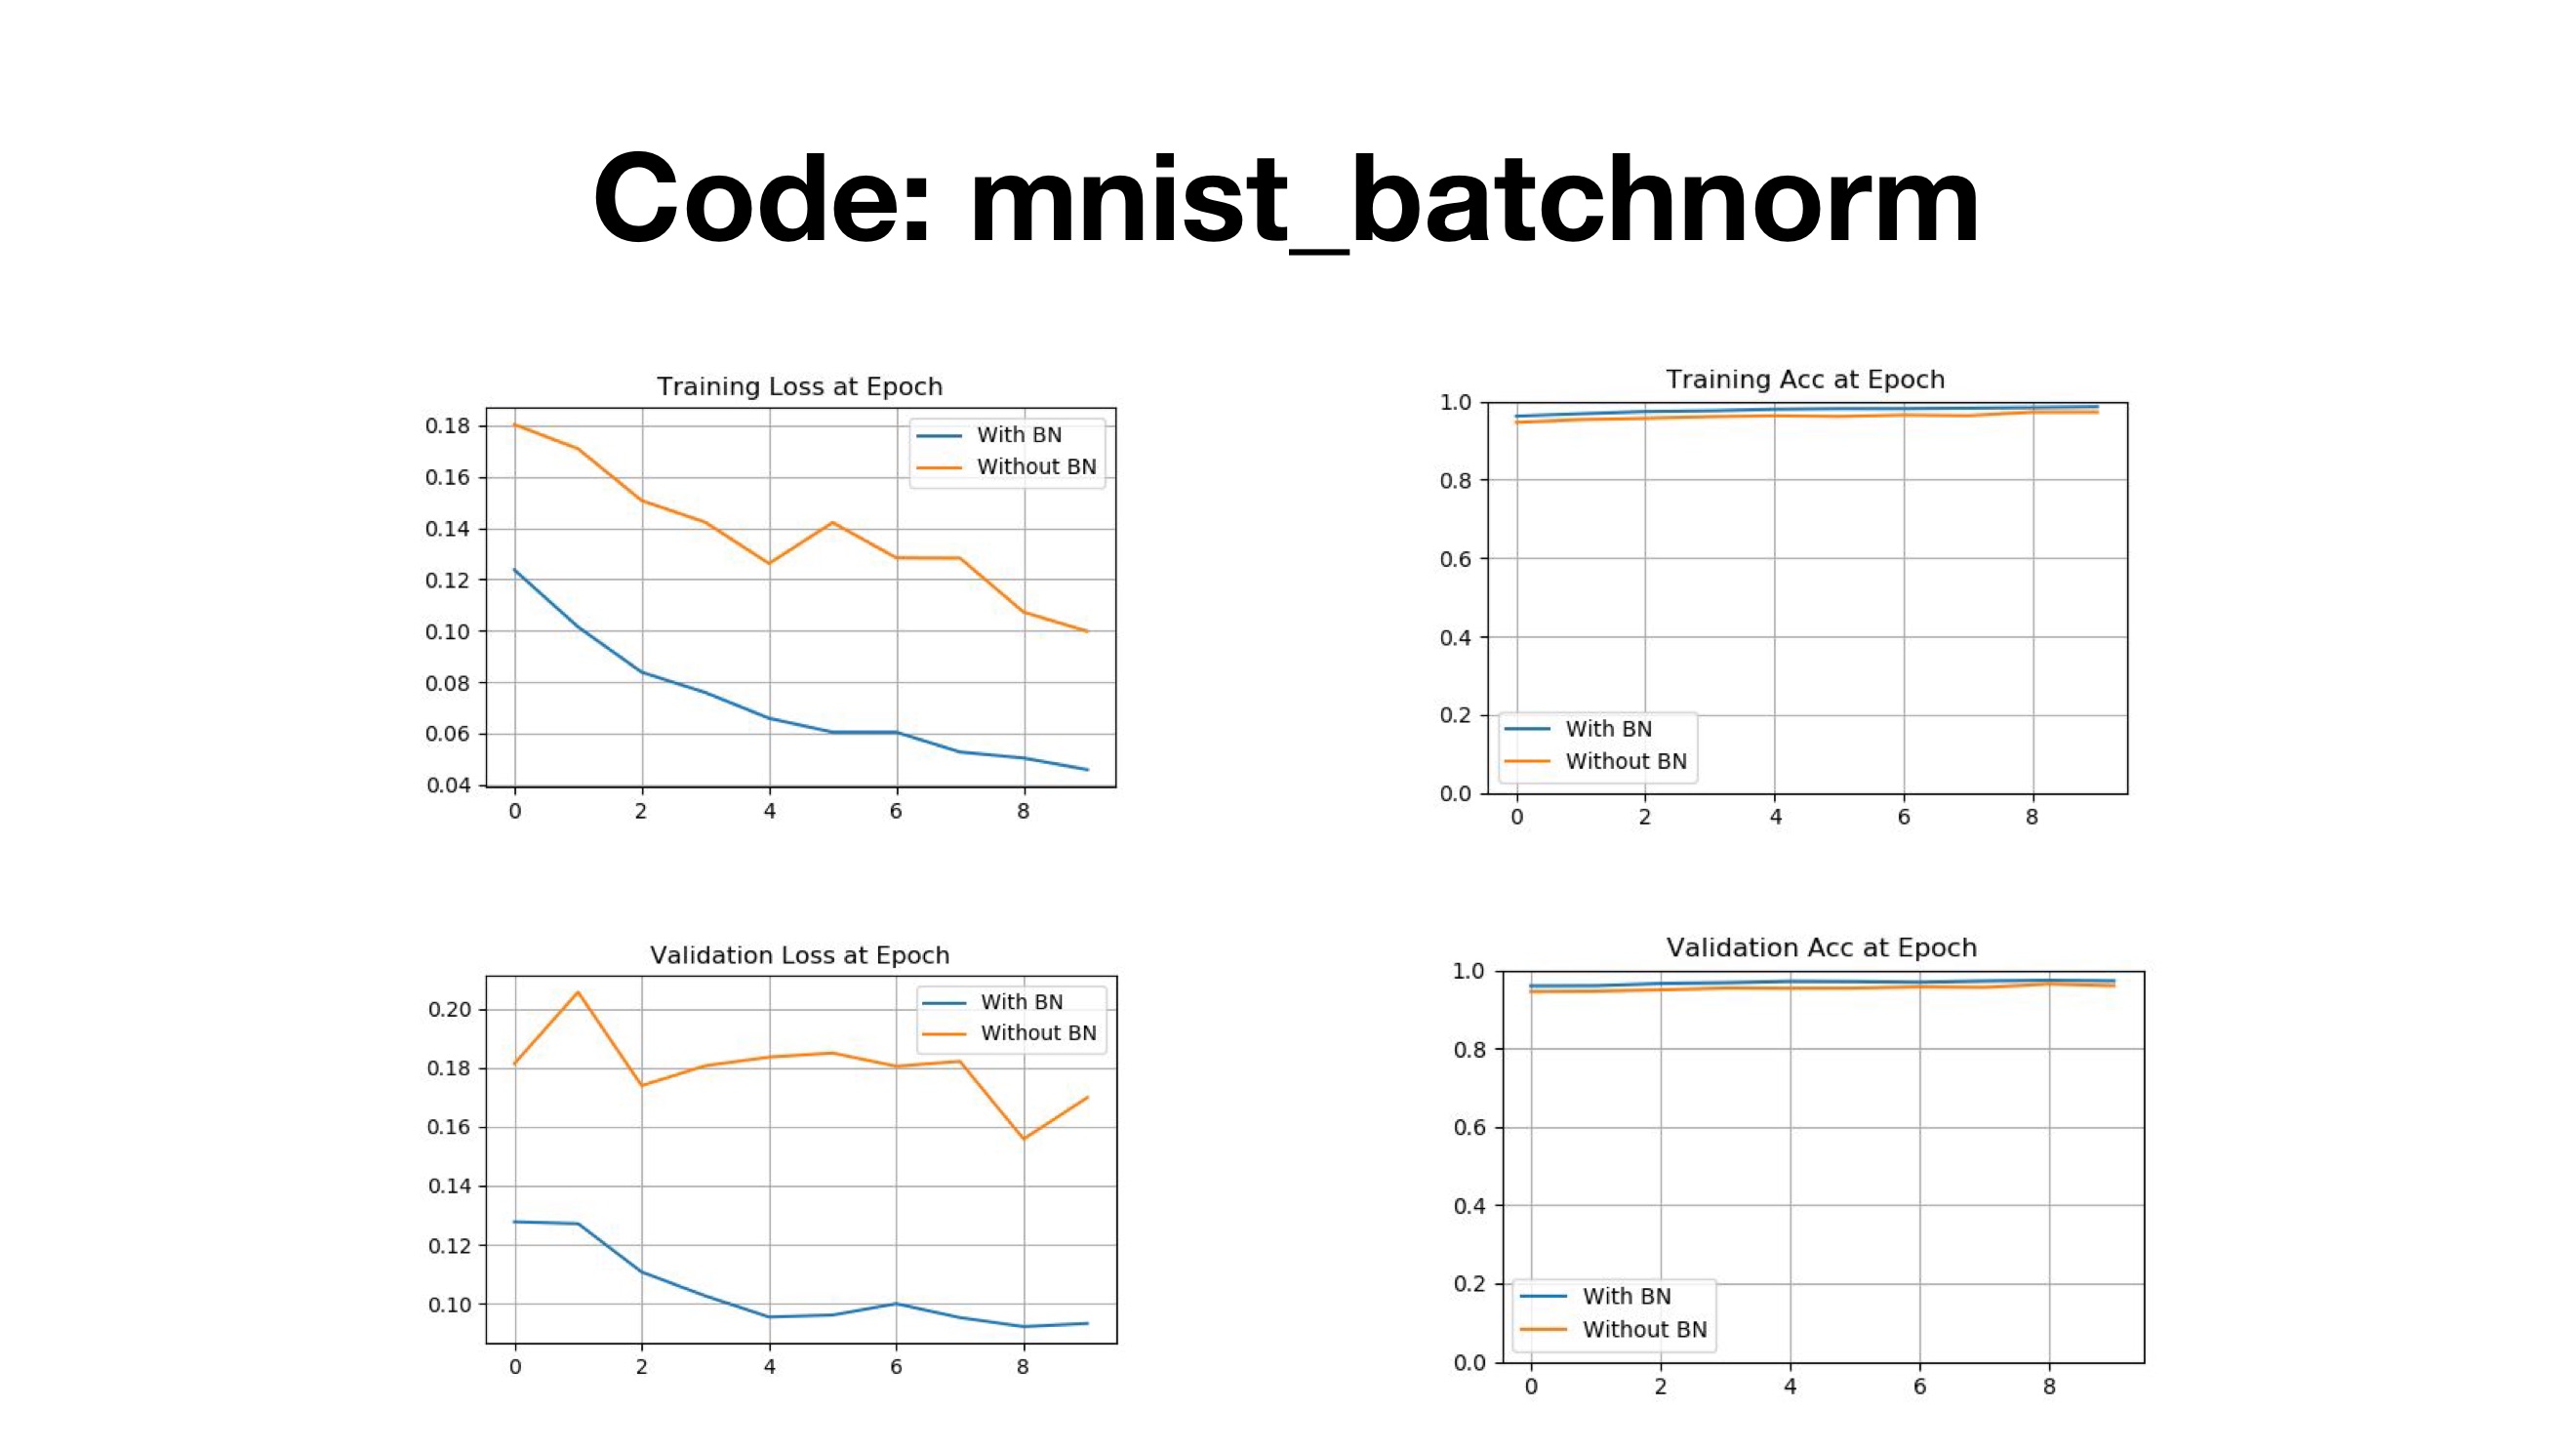 Code: mnist_batchnorm
Training Loss at Epoch
0.18
0.16
0.14
0.12
0.10
0.08
0.06
0.04
With BN
Without BN
0 2 4 6 8
Training Acc at Epoch
1.0
0.8
0.6
0.4
0.2
0.0
With BN
Without BN
0 2 4 6 8
Validation Loss at Epoch
0.20
0.18
0.16
0.14
0.12
0.10
With BN
Without BN
0 2 4 6 8
Validation Acc at Epoch
1.0
0.8
0.6
0.4
0.2
0.0
With BN
Without BN
0 2 4 6 8